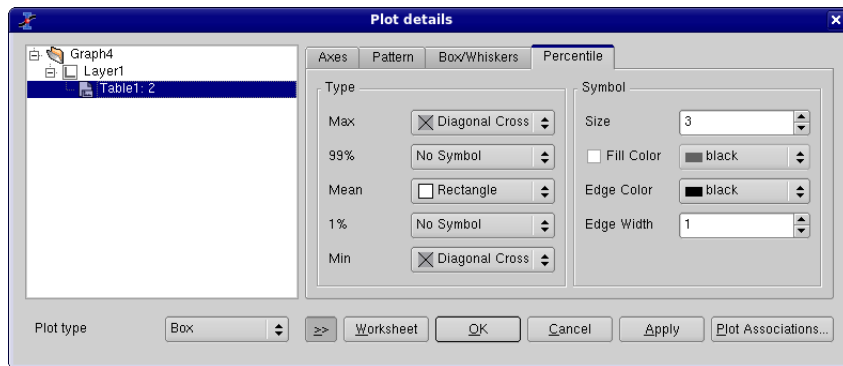 Plot details
Graph4
Layer1
Table1: 2
Axes Pattern Box/Whiskers Percentile
Type
Max Diagonal Cross
99% No Symbol
Mean Rectangle
1% No Symbol
Min Diagonal Cross
Symbol
Size 3
Fill Color black
Edge Color black
Edge Width 1
Plot type Box >> Worksheet OK Cancel Apply Plot Associations...